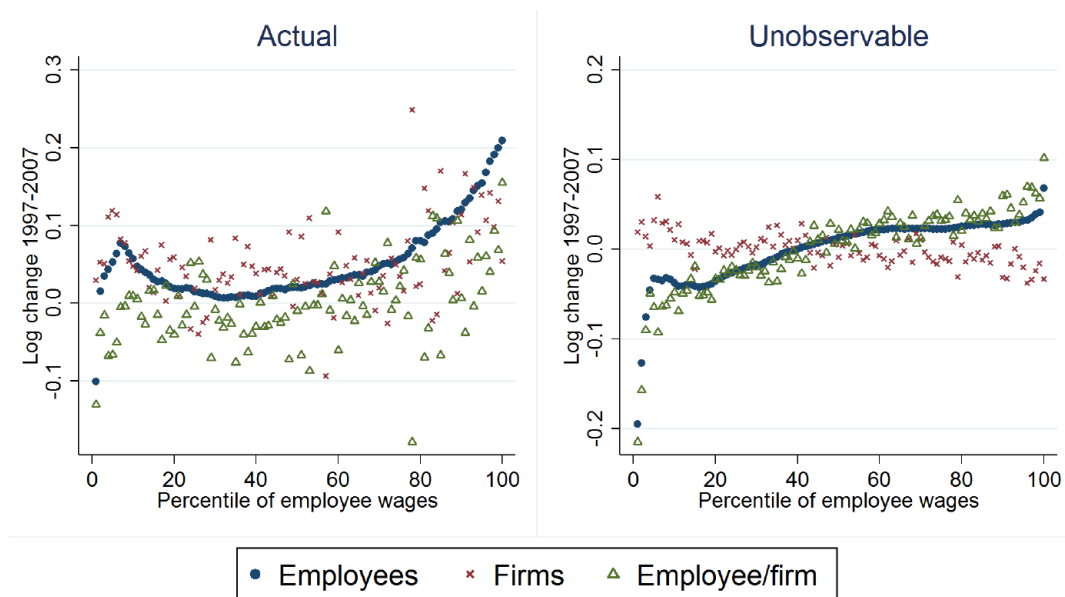 Actual
Unobservable
Log change 1997-2007
0.3
0.2
0.1
0.0
-0.1
0 20 40 60 80 100
Percentile of employee wages
Log change 1997-2007
0.2
0.1
0.0
-0.1
-0.2
0 20 40 60 80 100
Percentile of employee wages
Employees Firms Employee/firm